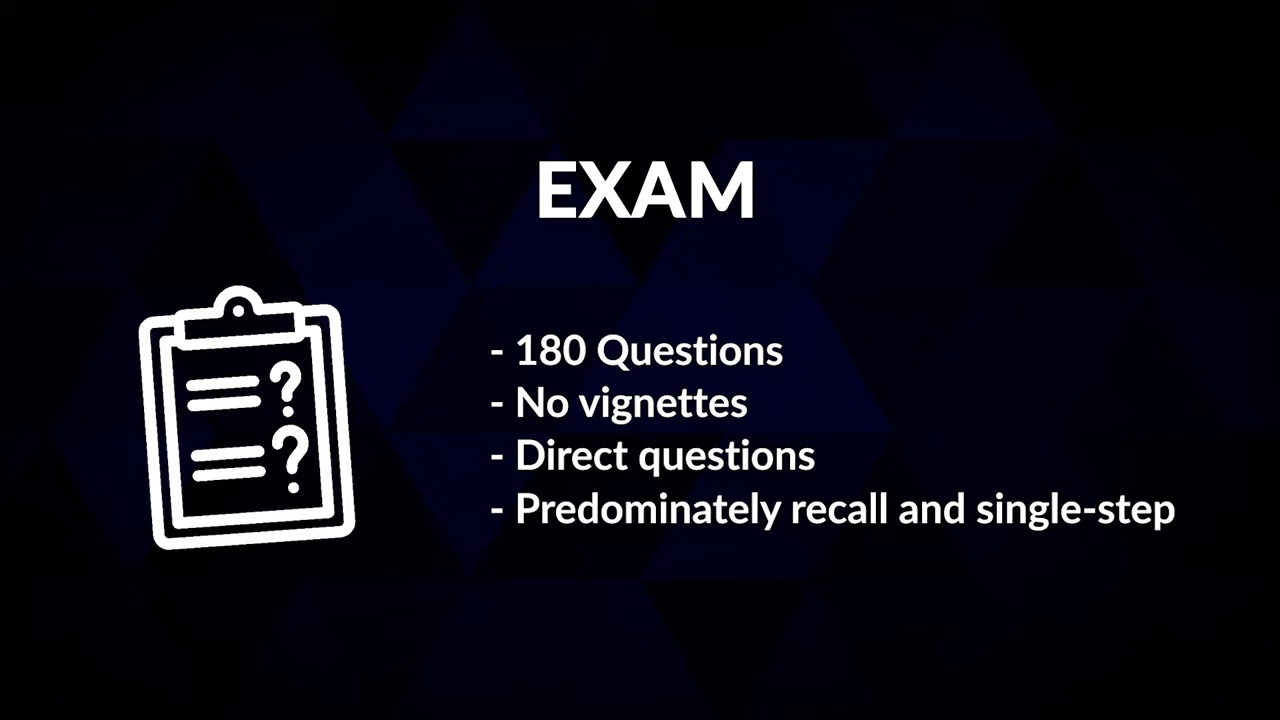 EXAM
- 180 Questions
- No vignettes
- Direct questions
- Predominately recall and single-step